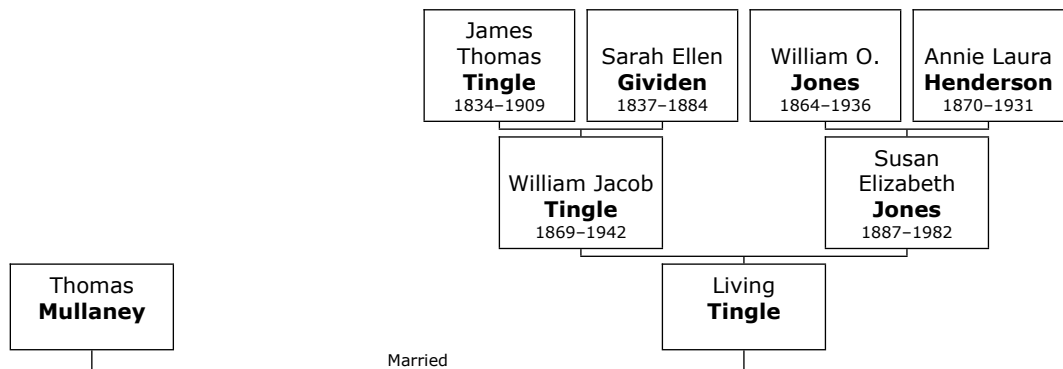 James
Thomas
Tingle
1834–1909
Sarah Ellen
Gividen
1837–1884
William O.
Jones
1864–1936
Annie Laura
Henderson
1870–1931
William Jacob
Tingle
1869–1942
Susan
Elizabeth
Jones
1887–1982
Thomas
Mullaney
Living
Tingle
Married